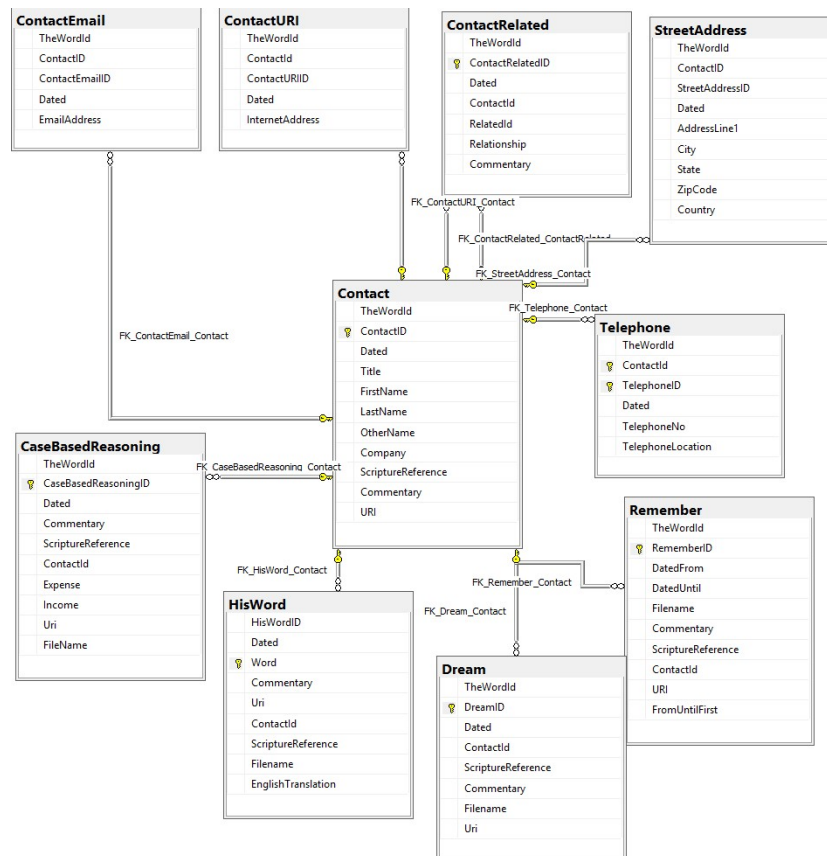 ContactEmail
TheWordId
ContactID
ContactEmailID
Dated
EmailAddress
ContactURI
TheWordId
ContactId
ContactURIID
Dated
InternetAddress
ContactRelated
TheWordId
ContactRelatedID
Dated
ContactId
RelatedId
Relationship
Commentary
StreetAddress
TheWordId
ContactID
StreetAddressID
Dated
AddressLine1
City
State
ZipCode
Country
FK_ContactURI_Contact
FK_ContactRelated_ContactRelated
FK_StreetAddress_Contact
FK_Telephone_Contact
FK_ContactEmail_Contact
Contact
TheWordId
ContactID
Dated
Title
FirstName
LastName
OtherName
Company
ScriptureReference
Commentary
URI
Telephone
TheWordId
ContactId
TelephoneID
Dated
TelephoneNo
TelephoneLocation
CaseBasedReasoning
TheWordId
CaseBasedReasoningID
Dated
Commentary
ScriptureReference
ContactId
Expense
Income
Uri
FileName
FK_CaseBasedReasoning_Contact
FK_HisWord_Contact
FK_Remember_Contact
FK_Dream_Contact
HisWord
HisWordID
Dated
Word
Commentary
Uri
ContactId
ScriptureReference
Filename
EnglishTranslation
Dream
TheWordId
DreamID
Dated
ContactId
ScriptureReference
Commentary
Filename
Uri
Remember
TheWordId
RememberID
DatedFrom
DatedUntil
Filename
Commentary
ScriptureReference
ContactId
URI
FromUntilFirst